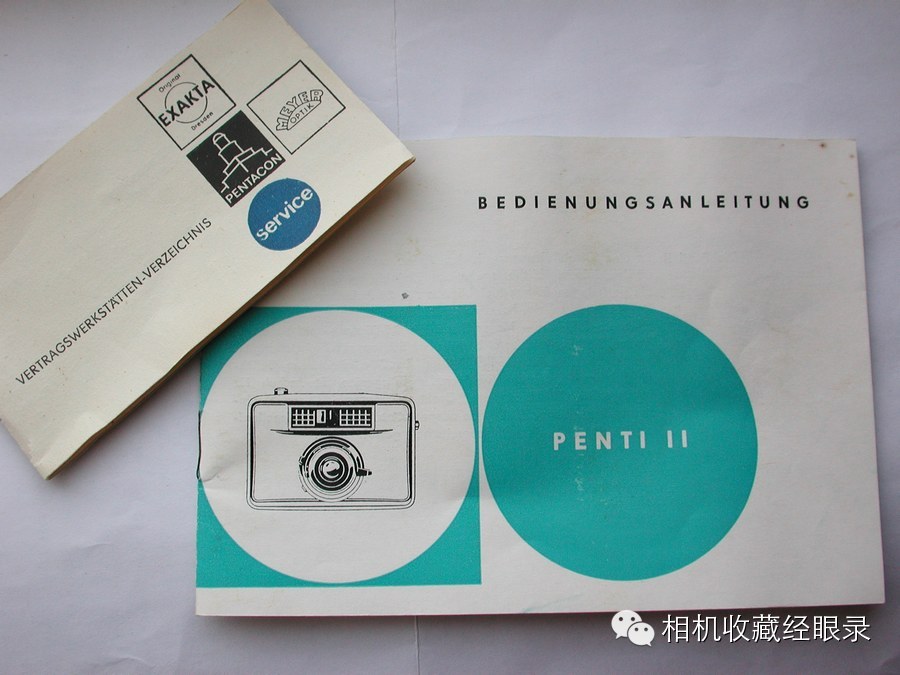 Original
EXAKTA
Dresden
MEYER
OPTIK
PENTACON
service
VERTRAGSWERKSTÄTTEN-VERZEICHNIS
BEDIENUNGSANLEITUNG
PENTI II
相机收藏经眼录